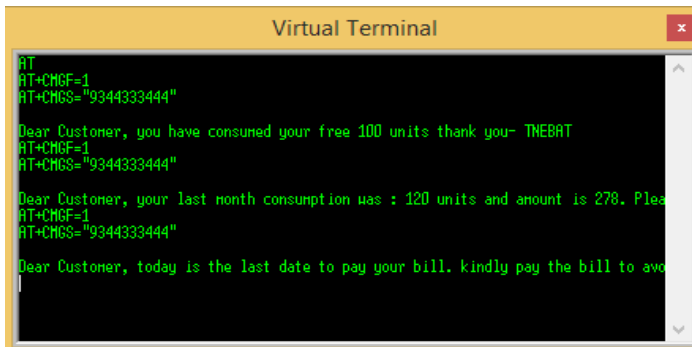 Virtual Terminal
x
AT
AT+CMGF=1
AT+CMGS="9344333444"
Dear Customer, you have consumed your free 100 units thank you- TNEBAT
AT+CMGF=1
AT+CMGS="9344333444"
Dear Customer, your last month consumption was : 120 units and amount is 278. Plea
AT+CMGF=1
AT+CMGS="9344333444"
Dear Customer, today is the last date to pay your bill. kindly pay the bill to avo